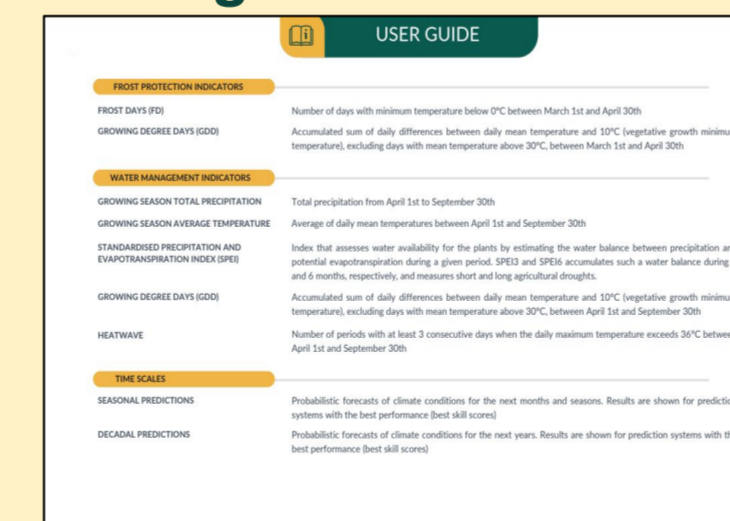 USER GUIDE
FROST PROTECTION INDICATORS
FROST DAYS (FD)
Number of days with minimum temperature below 0°C between March 1st and April 30th
GROWING DEGREE DAYS (GDD)
Accumulated sum of daily differences between daily mean temperature and 10°C (vegetative growth minimu
temperature), excluding days with mean temperature above 30°C, between March 1st and April 30th
WATER MANAGEMENT INDICATORS
GROWING SEASON TOTAL PRECIPITATION
Total precipitation from April 1st to September 30th
GROWING SEASON AVERAGE TEMPERATURE
Average of daily mean temperatures between April 1st and September 30th
STANDARDISED PRECIPITATION AND
EVAPOTRANSPIRATION INDEX (SPEI)
Index that assesses water availability for the plants by estimating the water balance between precipitation an
potential evapotranspiration during a given period. SPEI3 and SPEI6 accumulates such a water balance during
and 6 months, respectively, and measures short and long agricultural droughts.
GROWING DEGREE DAYS (GDD)
Accumulated sum of daily differences between daily mean temperature and 10°C (vegetative growth minimu
temperature), excluding days with mean temperature above 30°C, between April 1st and September 30th
HEATWAVE
Number of periods with at least 3 consecutive days when the daily maximum temperature exceeds 36°C betwee
April 1st and September 30th
TIME SCALES
SEASONAL PREDICTIONS
Probabilistic forecasts of climate conditions for the next months and seasons. Results are shown for predictio
systems with the best performance (best skill scores)
DECADAL PREDICTIONS
Probabilistic forecasts of climate conditions for the next years. Results are shown for prediction systems with th
best performance (best skill scores)